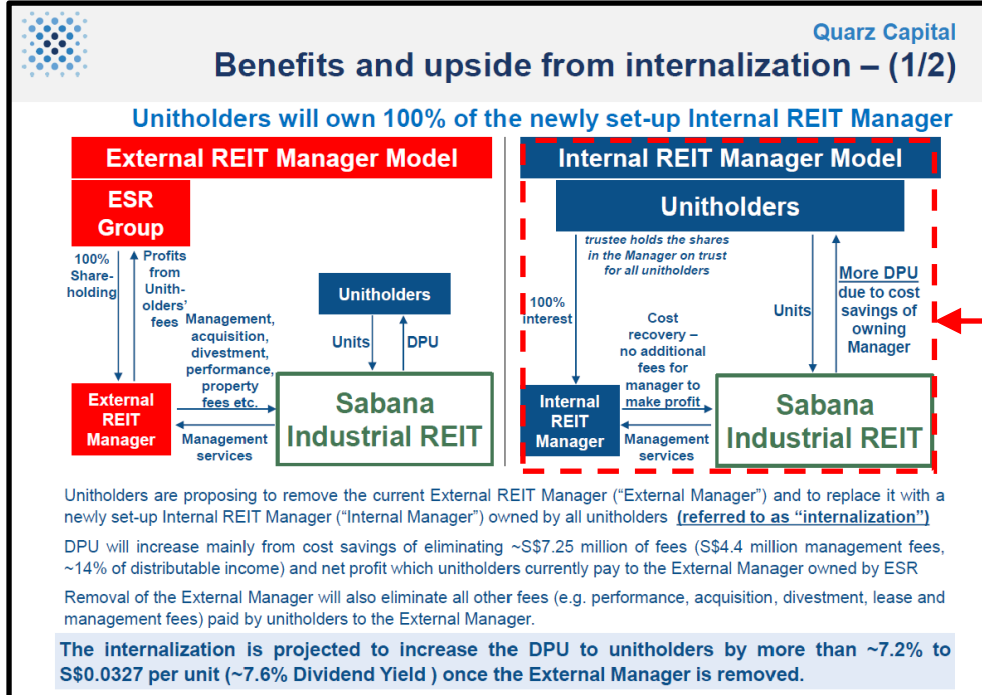 Quarz Capital
Benefits and upside from internalization – (1/2)
Unitholders will own 100% of the newly set-up Internal REIT Manager
External REIT Manager Model
ESR
Group
100%
Share-
holding
Profits
from
Unith-
olders'
fees
Management,
acquisition,
divestment,
performance,
property
fees etc.
Unitholders
Units
DPU
External
REIT
Manager
Management
services
Sabana
Industrial REIT
Internal REIT Manager Model
Unitholders
trustee holds the shares
in the Manager on trust
for all unitholders
100%
interest
Cost
recovery –
no additional
fees for
manager to
make profit
Units
More DPU
due to cost
savings of
owning
Manager
Internal
REIT
Manager
Management
services
Sabana
Industrial REIT
Unitholders are proposing to remove the current External REIT Manager (“External Manager”) and to replace it with a
newly set-up Internal REIT Manager (“Internal Manager”) owned by all unitholders (referred to as “internalization”)
DPU will increase mainly from cost savings of eliminating ~S$7.25 million of fees (S$4.4 million management fees,
~14% of distributable income) and net profit which unitholders currently pay to the External Manager owned by ESR
Removal of the External Manager will also eliminate all other fees (e.g. performance, acquisition, divestment, lease and
management fees) paid by unitholders to the External Manager.
The internalization is projected to increase the DPU to unitholders by more than ~7.2% to
S$0.0327 per unit (~7.6% Dividend Yield ) once the External Manager is removed.